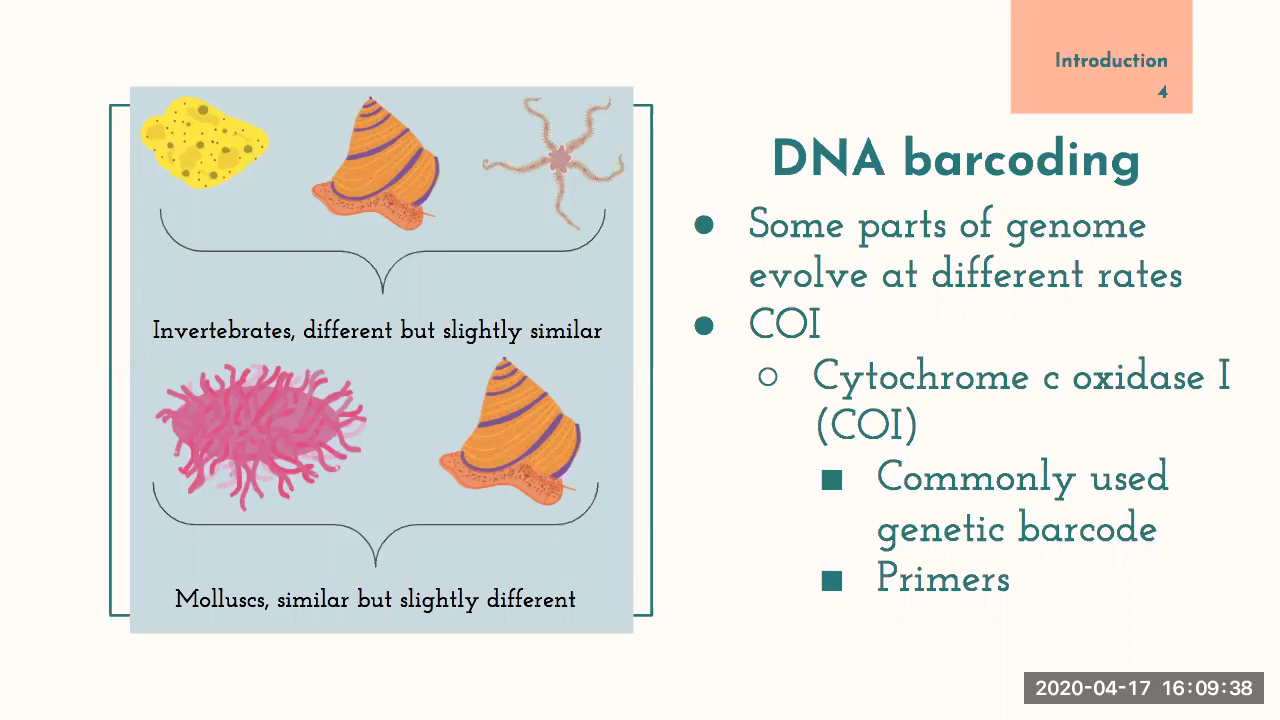 Introduction
4
Invertebrates, different but slightly similar
Molluscs, similar but slightly different
DNA barcoding
● Some parts of genome
evolve at different rates
● COI
○ Cytochrome c oxidase I
(COI)
■ Commonly used
genetic barcode
■ Primers
2020-04-17 16:09:38